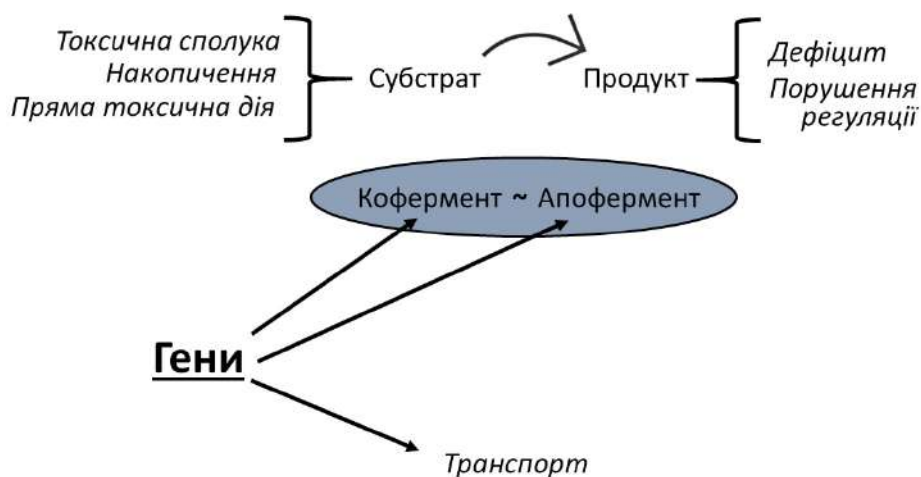 Токсична сполука
Накопичення
Пряма токсична дія
Субстрат
Продукт
Дефіцит
Порушення
регуляції
Кофермент ~ Апофермент
Гени
Транспорт